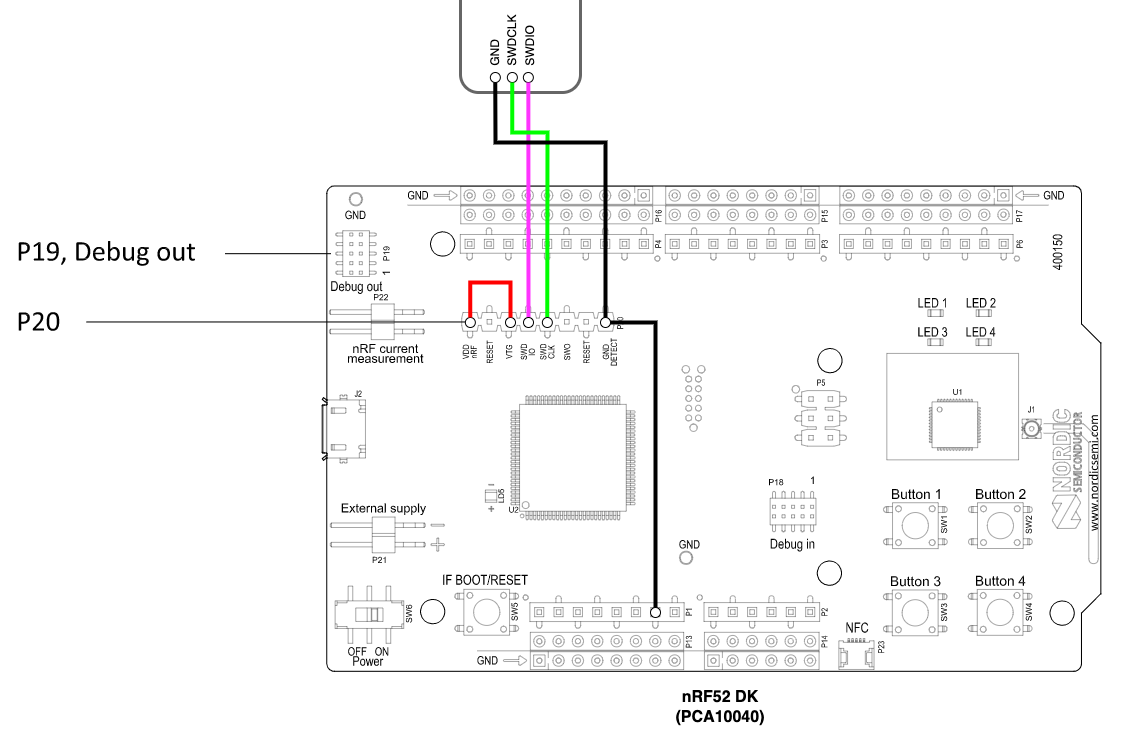 GND
SWDCLK
SWDIO
GND
GND
P16
P15
P17
GND
P4
P3
P6
400150
P19, Debug out
P19
1
Debug out
P22
LED 1
LED 2
LED 3
LED 4
P20
nRF current
measurement
VDD
nRF
RESET
VTG
SWD
IO
SWD
CLK
SWO
RESET
GND
DETECT
P5
U1
J2
J1
NORDIC
SEMICONDUCTOR
www.nordicsemi.com
LD5
-
+
U2
P18
1
Debug in
Button 1
Button 2
SW1
SW2
External supply
P21
-
+
GND
IF BOOT/RESET
SW5
Button 3
Button 4
SW3
SW4
SW6
OFF ON
Power
P1
P2
P13
P14
GND
NFC
P23
nRF52 DK
(PCA10040)